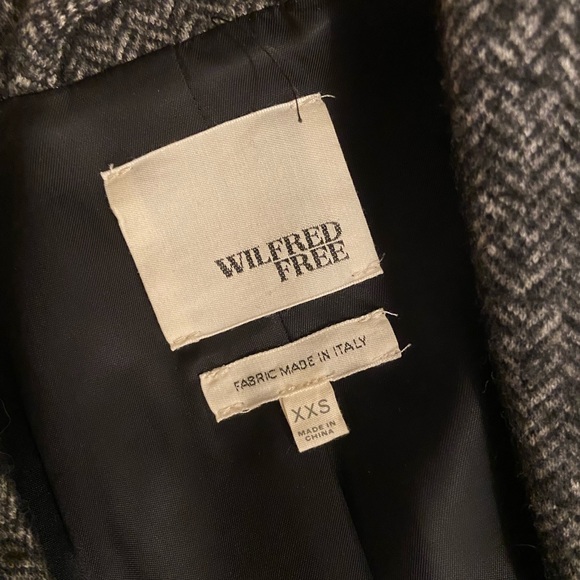 WILFRED
FREE
FABRIC MADE IN ITALY
XXS
MADE IN
CHINA